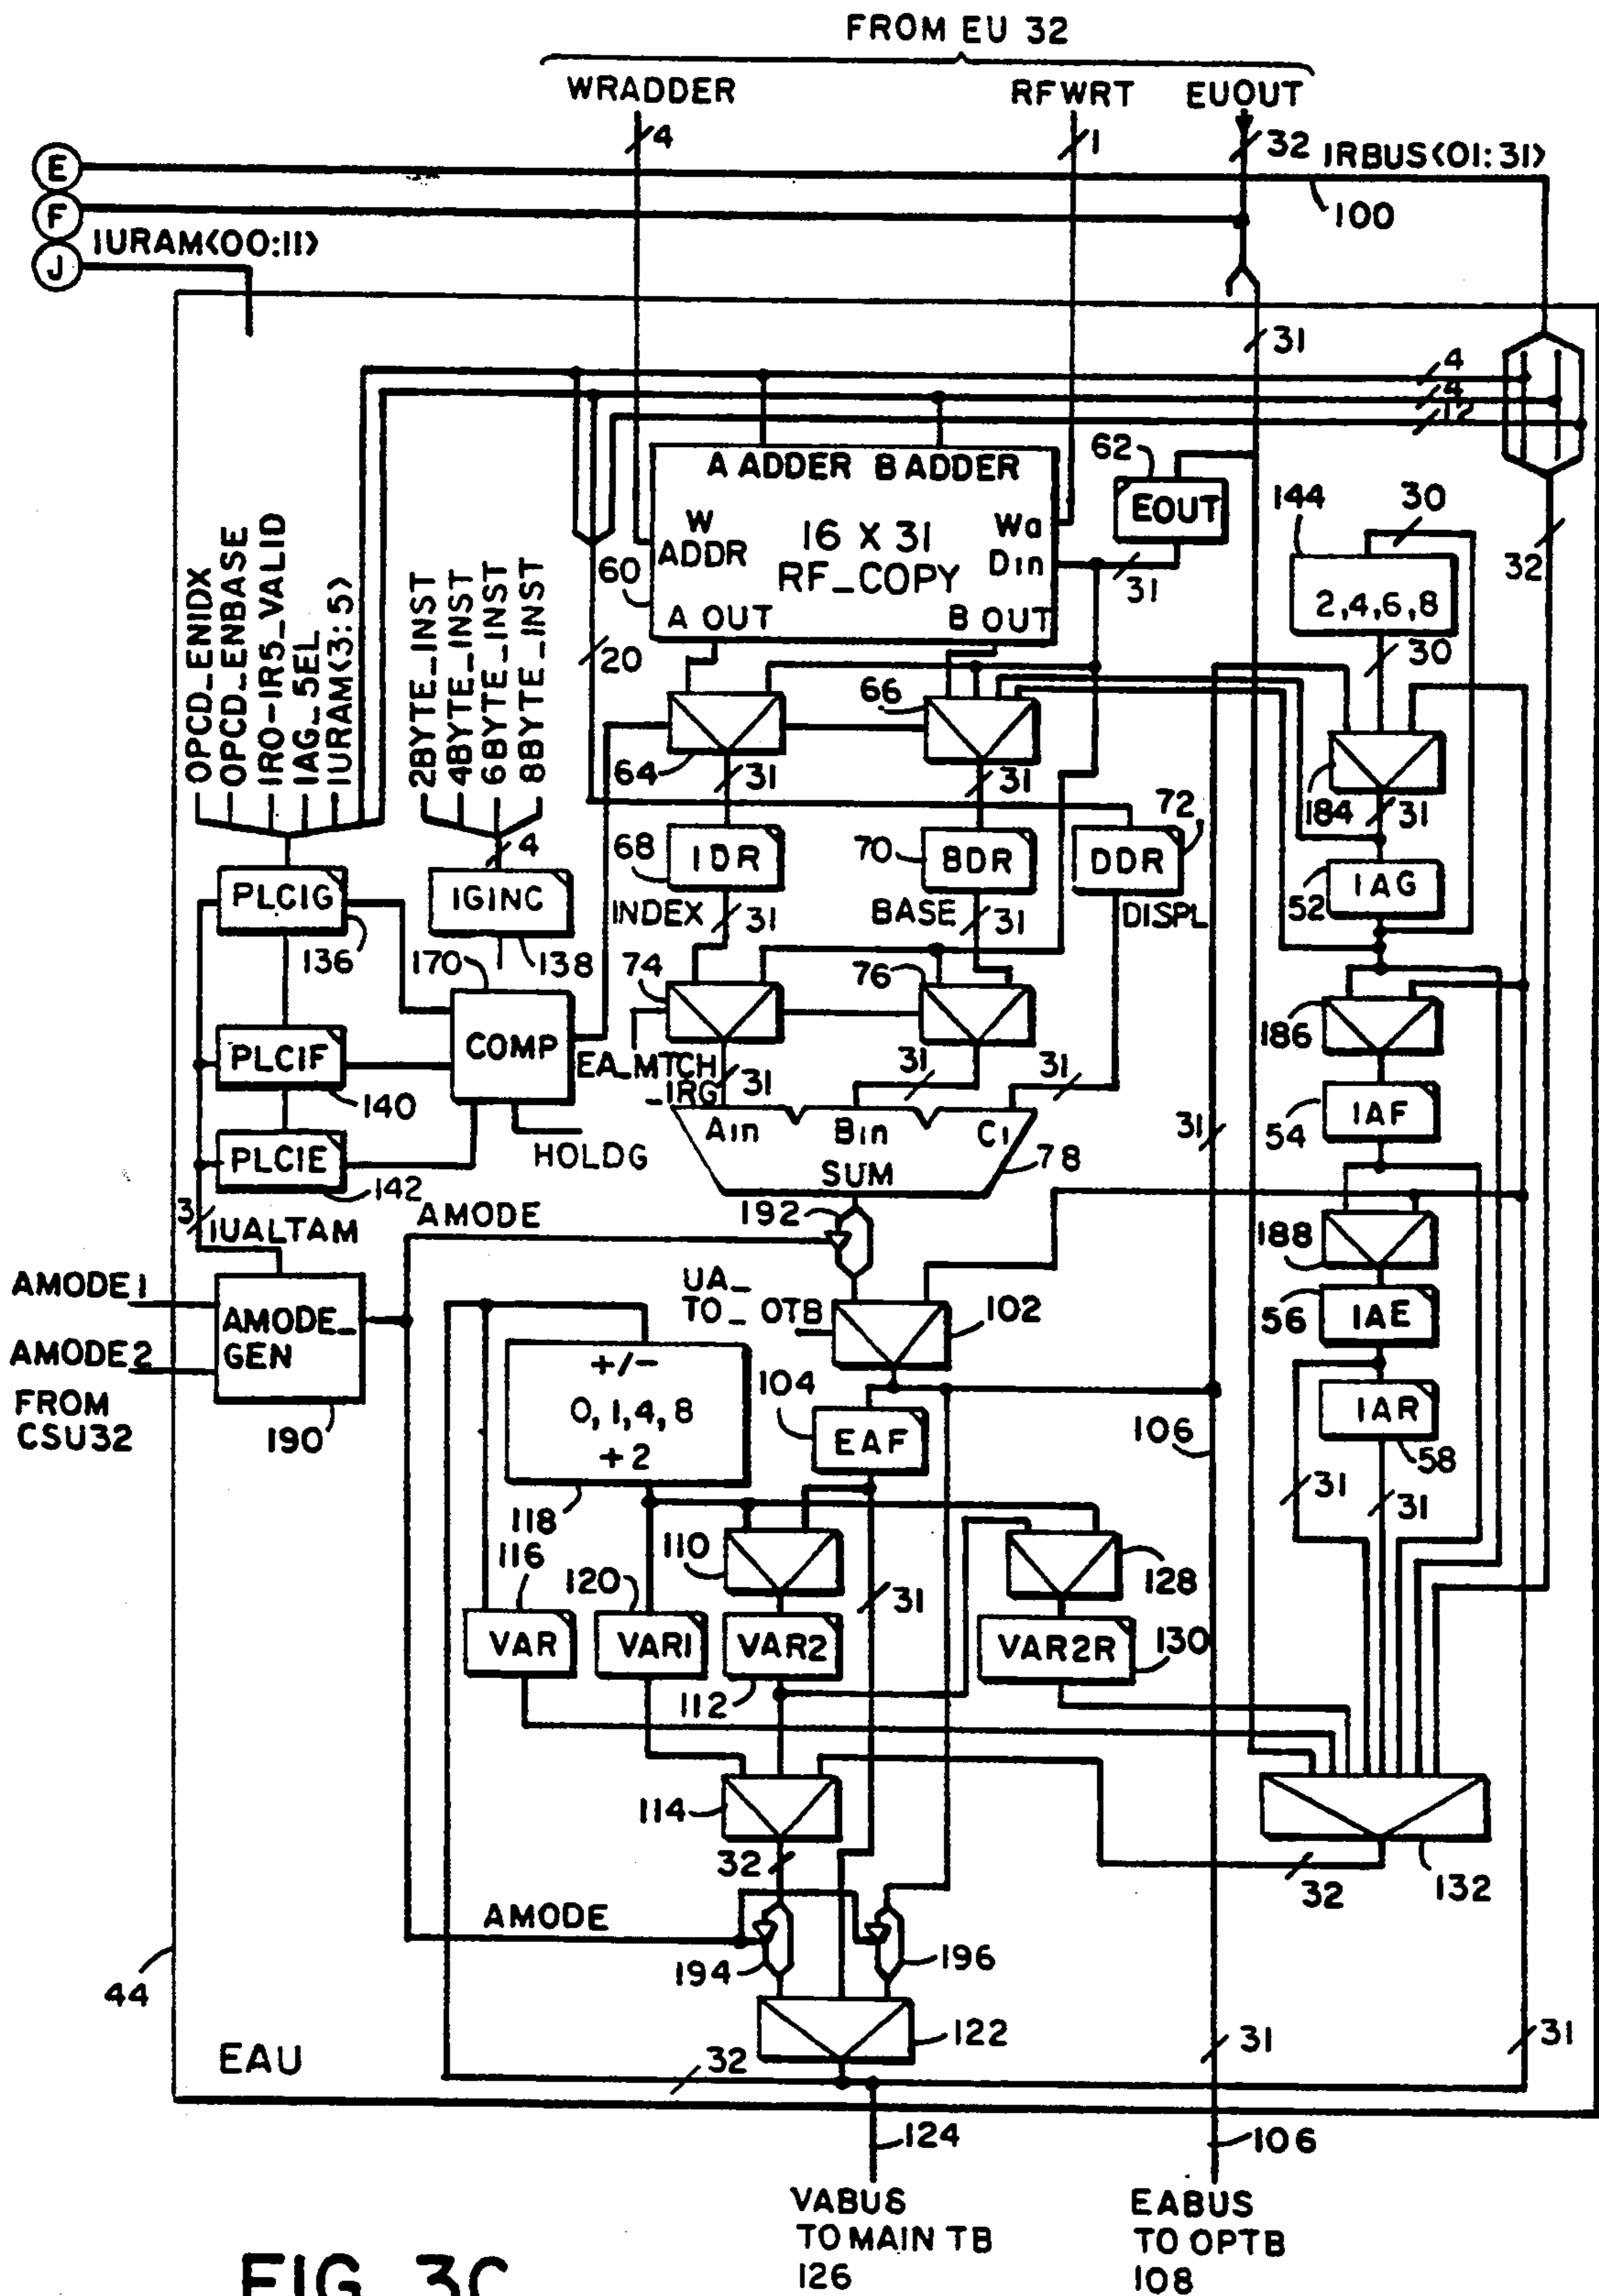 FROM EU 32
WRADDER
RFWRT
EUOUT
4
1
32
IRBUS<01:31>
E
F
100
IURAM<00:11>
J
31
4
4
12
A ADDER B ADDER
62
EOUT
W
ADDR
16 X 31
RF_COPY
Wa
Din
60
A OUT
B OUT
31
144
30
2,4,6,8
30
32
OPCD_ENIDX
OPCD_ENBASE
IRO-IR5_VALID
IAG_SEL
IURAM<3:5>
2BYTE_INST
4BYTE_INST
6BYTE_INST
8BYTE_INST
20
66
64
31
31
184
31
72
4
68
IDR
70
BDR
DDR
52
IAG
PLCIG
IGINC
INDEX
31
BASE
31
DISPL
136
170
138
74
76
186
PLCIF
COMP
EA_MTCH
_IRG
31
31
31
140
54
IAF
31
Ain
Bin
Ci
PLCIE
HOLDG
SUM
78
142
3
IUALTAM
AMODE
192
188
AMODE1
UA_
TO_OTB
102
AMODE_
GEN
56
IAE
AMODE2
+/-
0,1,4,8
+2
104
EAF
IAR
FROM
CSU32
190
106
58
31
31
118
116
110
128
120
31
VAR
VAR1
VAR2
VAR2R
130
112
114
32
32
132
AMODE
194
196
44
122
EAU
32
31
31
124
106
VABUS
TO MAIN TB
126
EABUS
TO OPTB
108
FIG. 3C